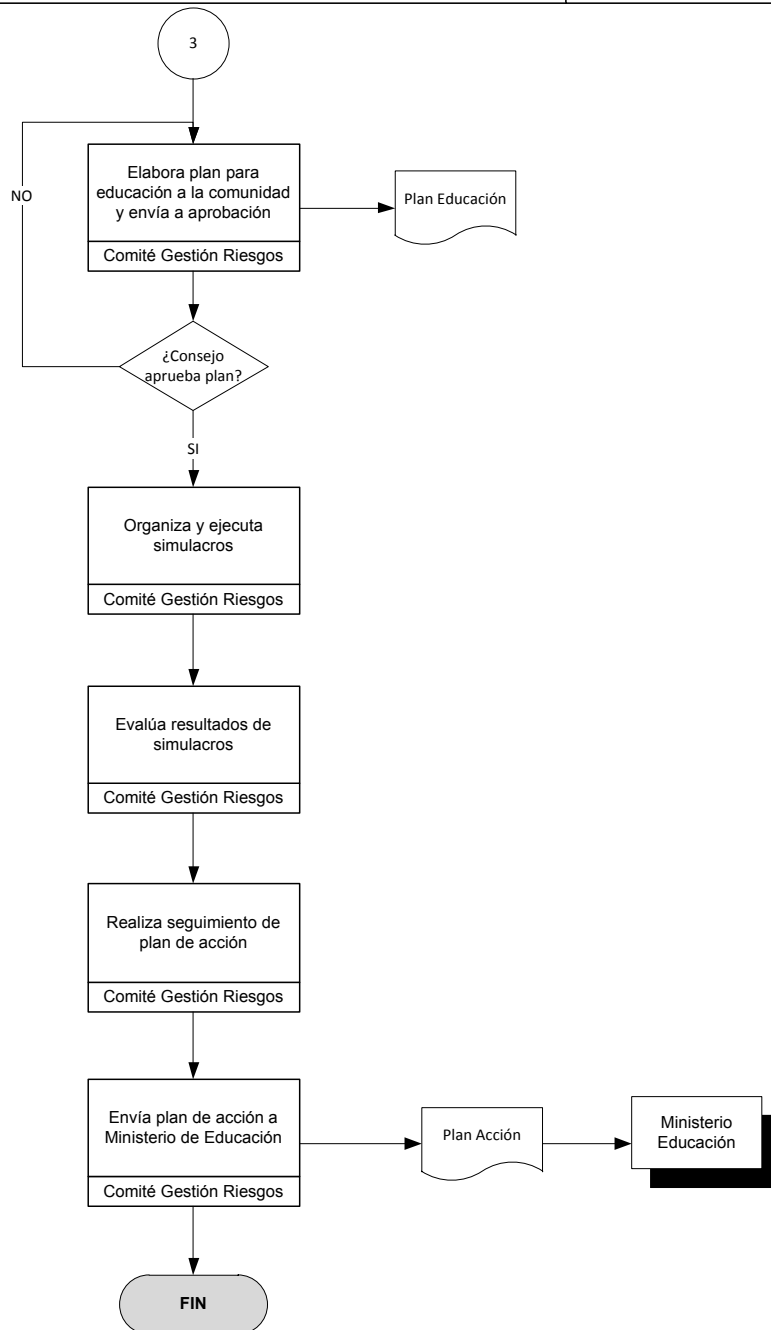 3
Elabora plan para
educación a la comunidad
y envía a aprobación
Comité Gestión Riesgos
Plan Educación
NO
¿Consejo
aprueba plan?
SI
Organiza y ejecuta
simulacros
Comité Gestión Riesgos
Evalúa resultados de
simulacros
Comité Gestión Riesgos
Realiza seguimiento de
plan de acción
Comité Gestión Riesgos
Envía plan de acción a
Ministerio de Educación
Comité Gestión Riesgos
Plan Acción
Ministerio
Educación
FIN